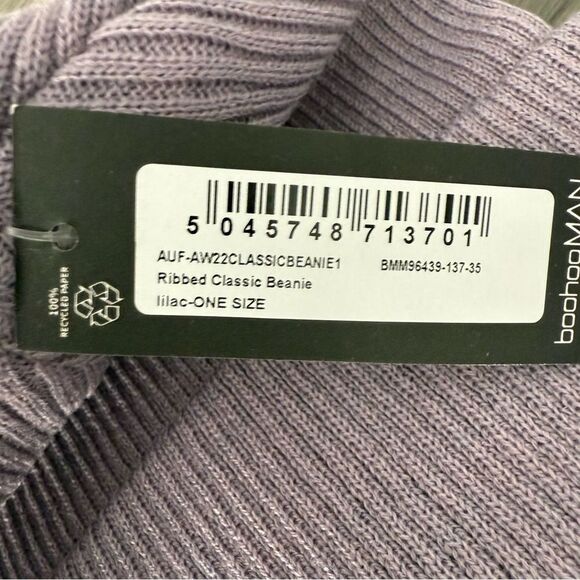 5 045748 713701
AUF-AW22CLASSICBEANIE1 BMM96439-137-35
Ribbed Classic Beanie
lilac-ONE SIZE
100%
RECYCLED PAPER
boohooMAN